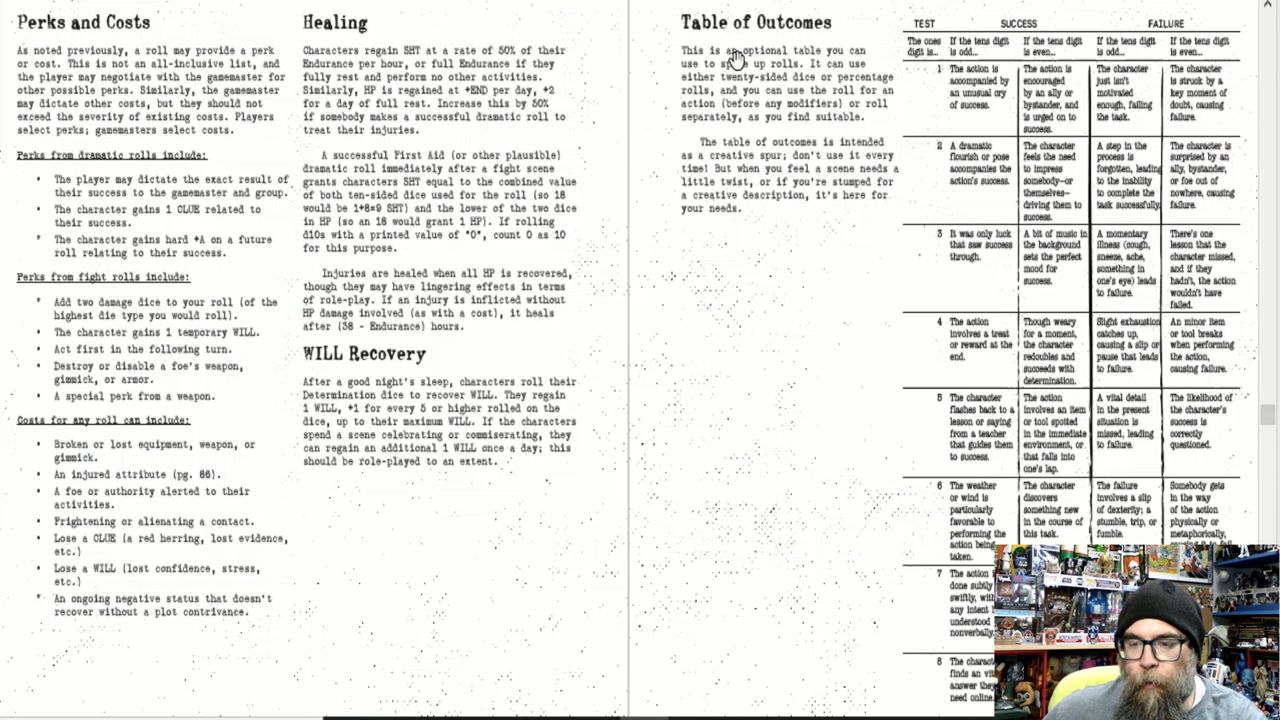 Perks and Costs
As noted previously, a roll may provide a perk
or cost. This is not an all-inclusive list, and
the player may negotiate with the gamemaster for
other possible perks. Similarly, the gamemaster
may dictate other costs, but they should not
exceed the severity of existing costs. Players
select perks; gamemasters select costs.
Perks from dramatic rolls include:
• The player may dictate the exact result of
their success to the gamemaster and group.
The character gains 1 CLUE related to
their success.
• The character gains hard +A on a future
roll relating to their success.
Perks from fight rolls include:
• Add two damage dice to your roll (of the
highest die type you would roll).
• The character gains 1 temporary WILL.
• Act first in the following turn.
• Destroy or disable a foe's weapon,
gimmick, or armor.
• A special perk from a weapon.
Costs for any roll can include:
• Broken or lost equipment, weapon, or
gimmick.
• An injured attribute (pg. 66).
• A foe or authority alerted to their
activities.
• Frightening or alienating a contact.
• Lose a CLUE (a red herring, lost evidence,
etc.)
• Lose a WILL (lost confidence, stress,
etc.)
• An ongoing negative status that doesn't
recover without a plot contrivance.
Healing
Characters regain SHT at a rate of 50% of their
Endurance per hour, or full Endurance if they
fully rest and perform no other activities.
Similarly, HP is regained at +END per day, +2
for a day of full rest. Increase this by 50%
if somebody makes a successful dramatic roll to
treat their injuries.
A successful First Aid (or other plausible)
dramatic roll immediately after a fight scene
grants characters SHT equal to the combined value
of both ten-sided dice used for the roll (so 18
would be 1+8=9 SHT) and the lower of the two dice
in HP (so an 18 would grant 1 HP). If rolling
d10s with a printed value of "0", count 0 as 10
for this purpose.
Injuries are healed when all HP is recovered,
though they may have lingering effects in terms
of role-play. If an injury is inflicted without
HP damage involved (as with a cost), it heals
after (38 - Endurance) hours.
WILL Recovery
After a good night's sleep, characters roll their
Determination dice to recover WILL. They regain
1 WILL, +1 for every 5 or higher rolled on the
dice, up to their maximum WILL. If the characters
spend a scene celebrating or commiserating, they
can regain an additional 1 WILL once a day; this
should be role-played to an extent.
Table of Outcomes
This is an optional table you can
use to up rolls. It can use
either twenty-sided dice or percentage
rolls, and you can use the roll for an
action (before any modifiers) or roll
separately, as you find suitable.
The table of outcomes is intended
as a creative spur; don't use it every
time! But when you feel a scene needs a
little twist, or if you're stumped for
a creative description, it's here for
your needs.
TEST SUCCESS FAILURE
The ones
digit is...
If the tens digit
is odd...
If the tens digit
is even...
If the tens digit
is odd...
If the tens digit
is even...
1
The action is
accompanied by
an unusual cry
of success.
The action is
encouraged
by an ally or
bystander, and
is urged on to
success.
The character
just isn't
motivated
enough, failing
the task.
The character
is struck by a
key moment of
doubt, causing
failure.
2
A dramatic
flourish or pose
accompanies the
action's success.
The character
feels the need
to impress
somebody—or
themselves—
driving them to
success.
A step in the
process is
forgotten, leading
to the inability
to complete the
task successfully.
The character is
surprised by an
ally, bystander,
or foe out of
nowhere, causing
failure.
3
It was only luck
that saw success
through.
A bit of music in
the background
sets the perfect
mood for
success.
A momentary
illness (cough,
sneeze, ache,
something in
one's eye) leads
to failure.
There's one
lesson that the
character missed,
and if they
hadn't, the action
wouldn't have
failed.
4
The action
involves a treat
or reward at the
end.
Though weary
for a moment,
the character
redoubles and
succeeds with
determination.
Slight exhaustion
catches up,
causing a slip or
pause that leads
to failure.
An minor item
or tool breaks
when performing
the action,
causing failure.
5
The character
flashes back to a
lesson or saying
from a teacher
that guides them
to success.
The action
involves an item
or tool spotted
in the immediate
environment, or
that falls into
one's lap.
A vital detail
in the present
situation is
missed, leading
to failure.
The likelihood of
the character's
success is
correctly
questioned.
6
The weather
or wind is
particularly
favorable to
performing the
action being
taken.
The character
discovers
something new
in the course of
this task.
The failure
involves a slip
of dexterity; a
stumble, trip, or
fumble.
Somebody gets
in the way
of the action
physically or
metaphorically,
7
The action
done subtly
swiftly,
any intent
understood
nonverbally.
8
The
finds an
answer they
need online.